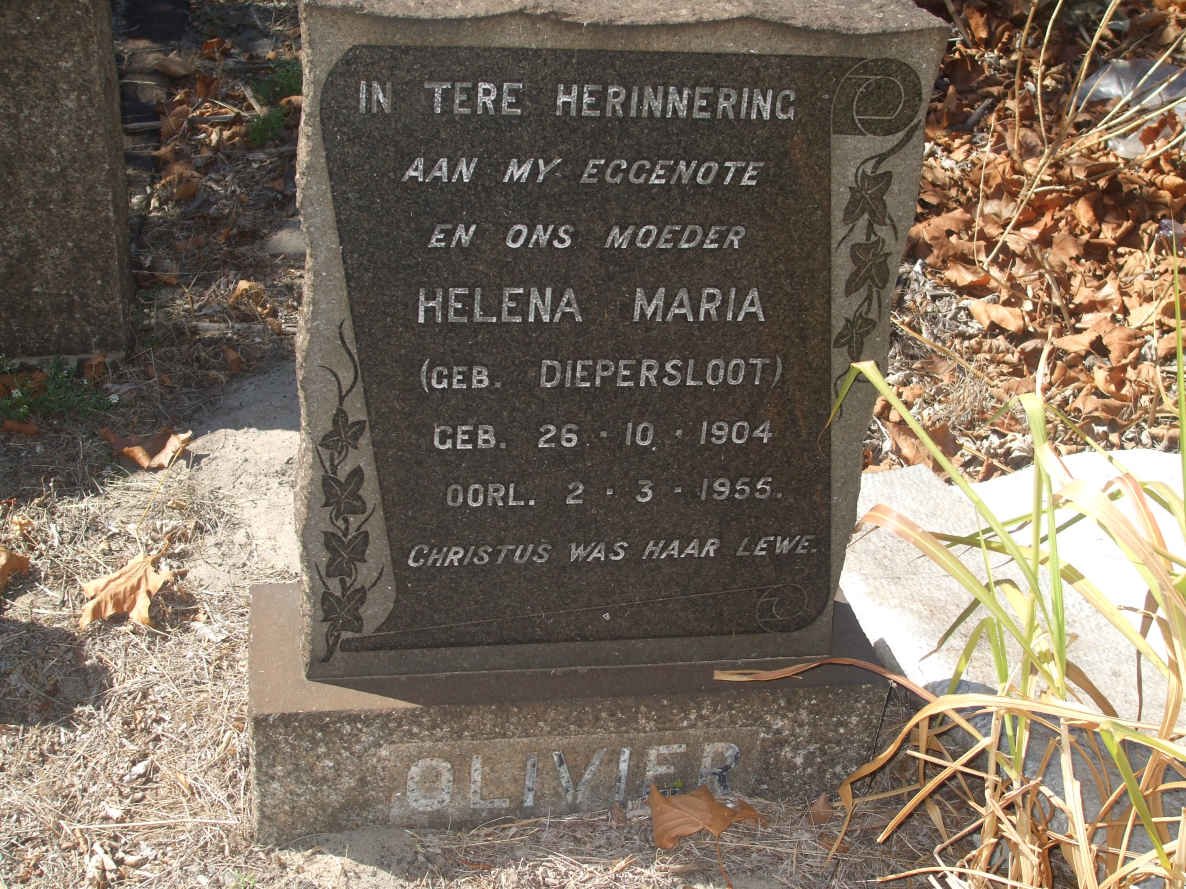 IN TERE HERINNERING
AAN MY EGGENOTE
EN ONS MOEDER
HELENA MARIA
(GEB. DIEPERSLOOT)
GEB. 26 · 10 · 1904
OORL. 2 · 3 · 1955.
CHRISTUS WAS HAAR LEWE.
OLIVIER